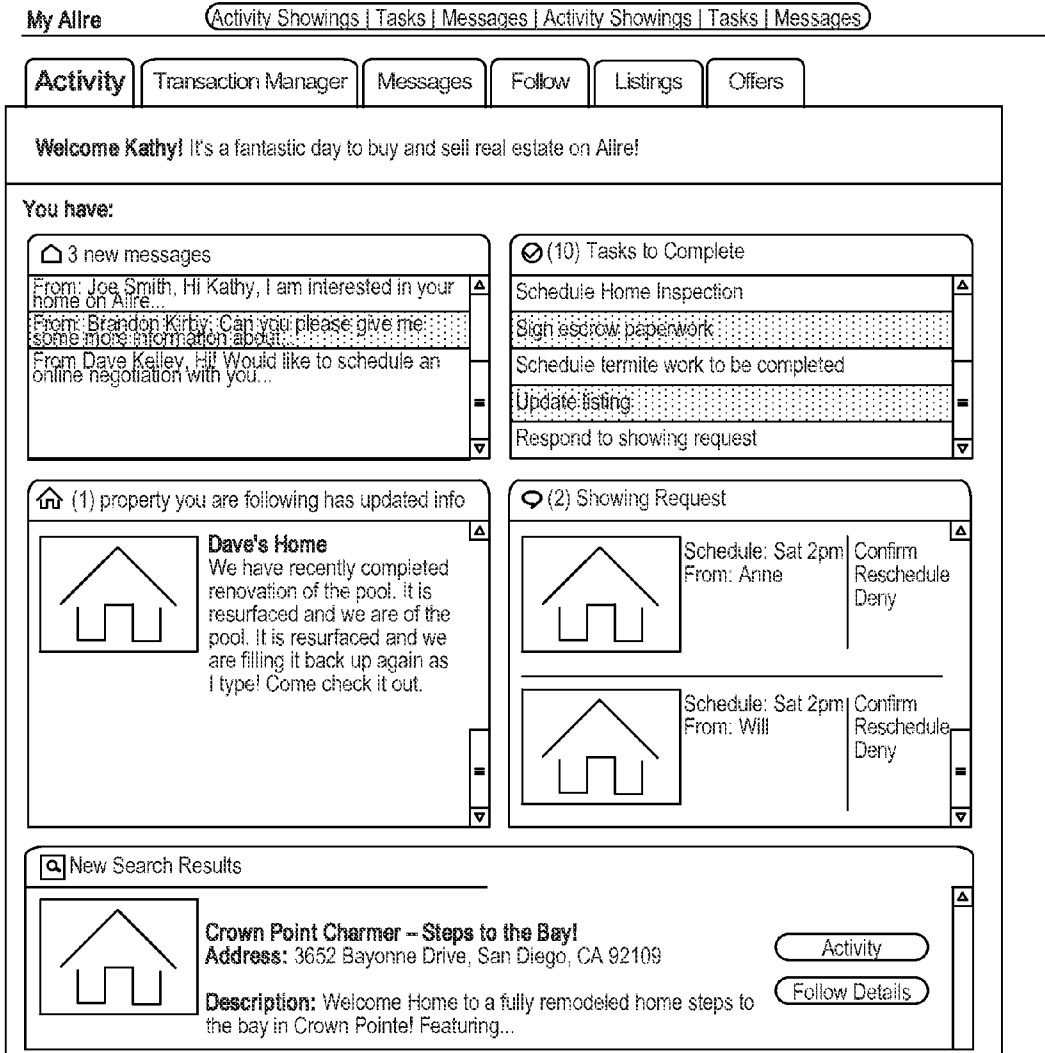 My Allre
Activity Showings | Tasks | Messages | Activity Showings | Tasks | Messages
Activity
Transaction Manager
Messages
Follow
Listings
Offers
Welcome Kathy! It's a fantastic day to buy and sell real estate on Allre!
You have:
3 new messages
From: Joe Smith, Hi Kathy, I am interested in your
home on Allre...
From: Brandon Kirby, Can you please give me
some more information about...
From Dave Kelley, Hi! Would like to schedule an
online negotiation with you...
(10) Tasks to Complete
Schedule Home Inspection
Sigh escrow paperwork
Schedule termite work to be completed
Update listing
Respond to showing request
(1) property you are following has updated info
Dave's Home
We have recently completed
renovation of the pool. It is
resurfaced and we are of the
pool. It is resurfaced and we
are filling it back up again as
I type! Come check it out.
(2) Showing Request
Schedule: Sat 2pm
From: Anne
Confirm
Reschedule
Deny
Schedule: Sat 2pm
From: Will
Confirm
Reschedule
Deny
New Search Results
Crown Point Charmer -- Steps to the Bay!
Address: 3652 Bayonne Drive, San Diego, CA 92109
Description: Welcome Home to a fully remodeled home steps to
the bay in Crown Pointe! Featuring...
Activity
Follow Details